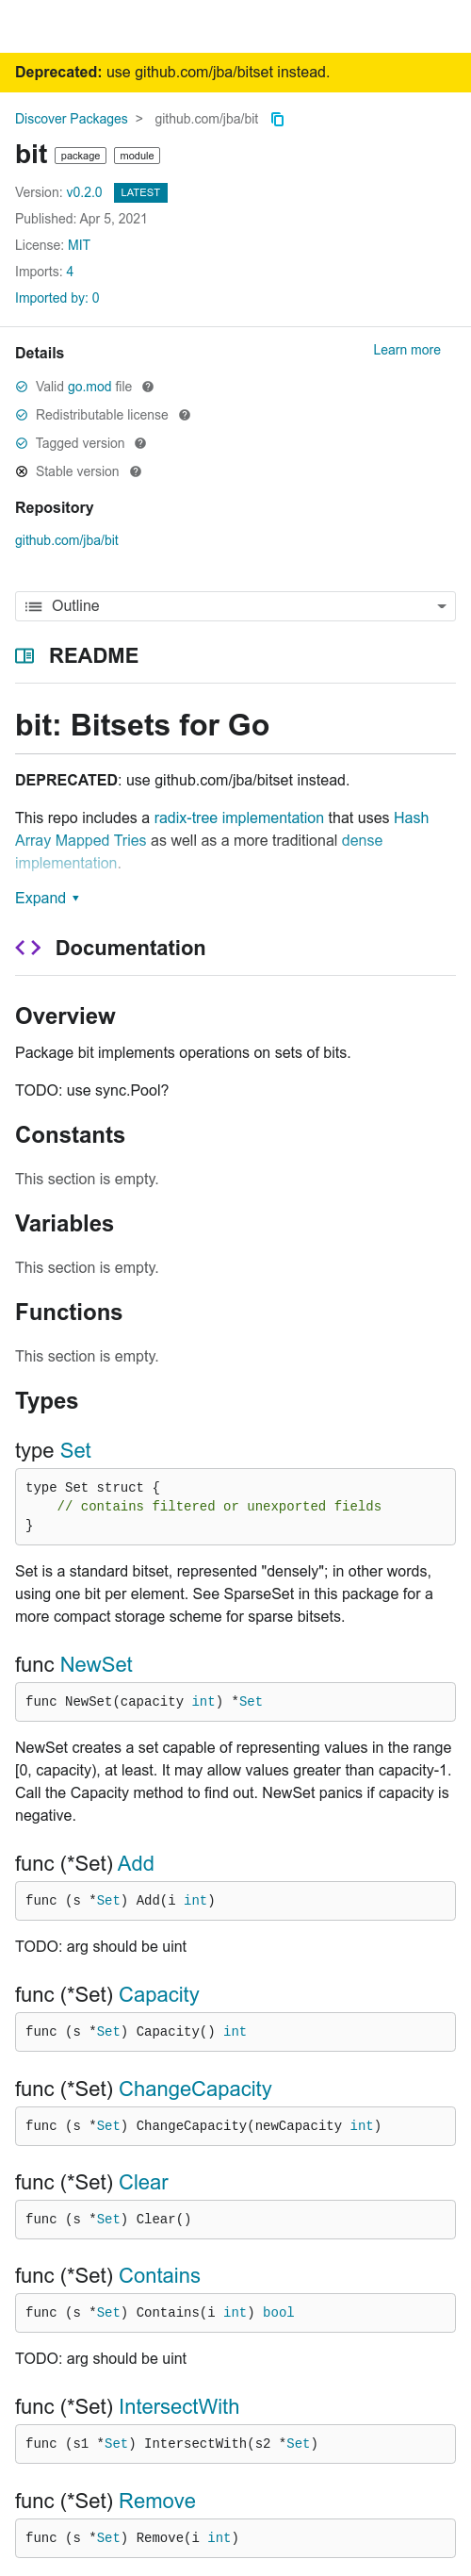 Deprecated: use github.com/jba/bitset instead.
Discover Packages > github.com/jba/bit
bit package module
Version: v0.2.0 LATEST
Published: Apr 5, 2021
License: MIT
Imports: 4
Imported by: 0
Details Learn more
Valid go.mod file
Redistributable license
Tagged version
Stable version
Repository
github.com/jba/bit
Outline
README
bit: Bitsets for Go
DEPRECATED: use github.com/jba/bitset instead.
This repo includes a radix-tree implementation that uses Hash
Array Mapped Tries as well as a more traditional dense
implementation.
Expand ▾
Documentation
Overview
Package bit implements operations on sets of bits.
TODO: use sync.Pool?
Constants
This section is empty.
Variables
This section is empty.
Functions
This section is empty.
Types
type Set
type Set struct {
// contains filtered or unexported fields
}
Set is a standard bitset, represented "densely"; in other words,
using one bit per element. See SparseSet in this package for a
more compact storage scheme for sparse bitsets.
func NewSet
func NewSet(capacity int) *Set
NewSet creates a set capable of representing values in the range
[0, capacity), at least. It may allow values greater than capacity-1.
Call the Capacity method to find out. NewSet panics if capacity is
negative.
func (*Set) Add
func (s *Set) Add(i int)
TODO: arg should be uint
func (*Set) Capacity
func (s *Set) Capacity() int
func (*Set) ChangeCapacity
func (s *Set) ChangeCapacity(newCapacity int)
func (*Set) Clear
func (s *Set) Clear()
func (*Set) Contains
func (s *Set) Contains(i int) bool
TODO: arg should be uint
func (*Set) IntersectWith
func (s1 *Set) IntersectWith(s2 *Set)
func (*Set) Remove
func (s *Set) Remove(i int)